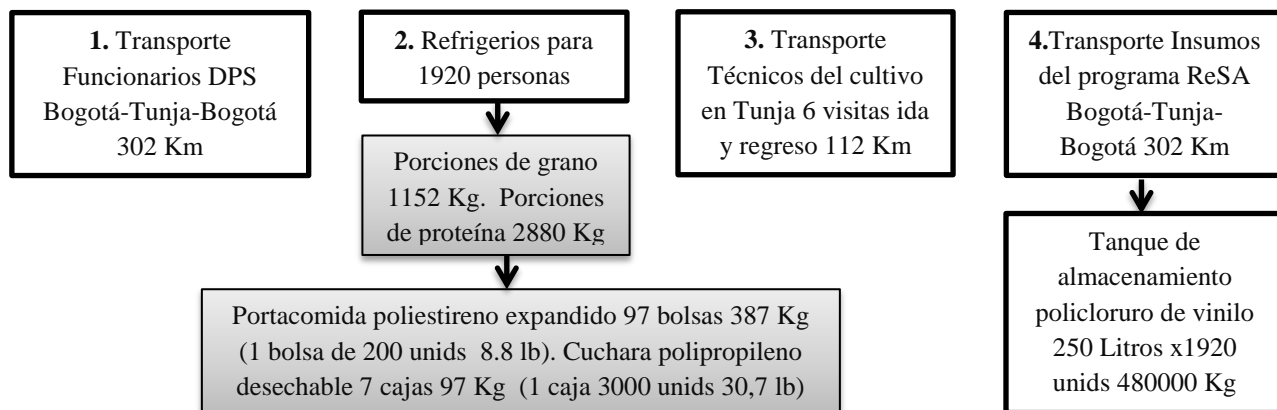 1. Transporte
Funcionarios DPS
Bogotá-Tunja-Bogotá
302 Km
2. Refrigerios para
1920 personas
Porciones de grano
1152 Kg.  Porciones
de proteína 2880 Kg
Portacomida poliestireno expandido 97 bolsas 387 Kg
(1 bolsa de 200 unids  8.8 lb). Cuchara polipropileno
desechable 7 cajas 97 Kg  (1 caja 3000 unids 30,7 lb)
3. Transporte
Técnicos del cultivo
en Tunja 6 visitas ida
y regreso 112 Km
4.Transporte Insumos
del programa ReSA
Bogotá-Tunja-
Bogotá 302 Km
Tanque de
almacenamiento
policloruro de vinilo
250 Litros x1920
unids 480000 Kg